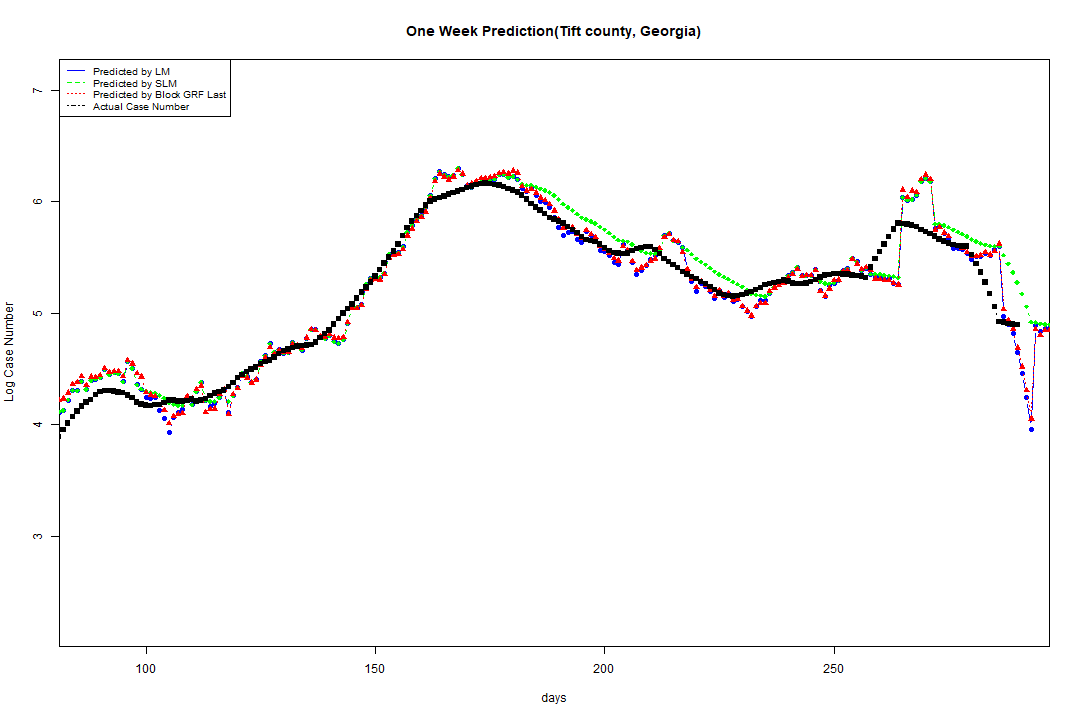 One Week Prediction(Tift county, Georgia)
Predicted by LM
Predicted by SLM
Predicted by Block GRF Last
Actual Case Number
7
6
5
4
3
Log Case Number
100 150 200 250
days